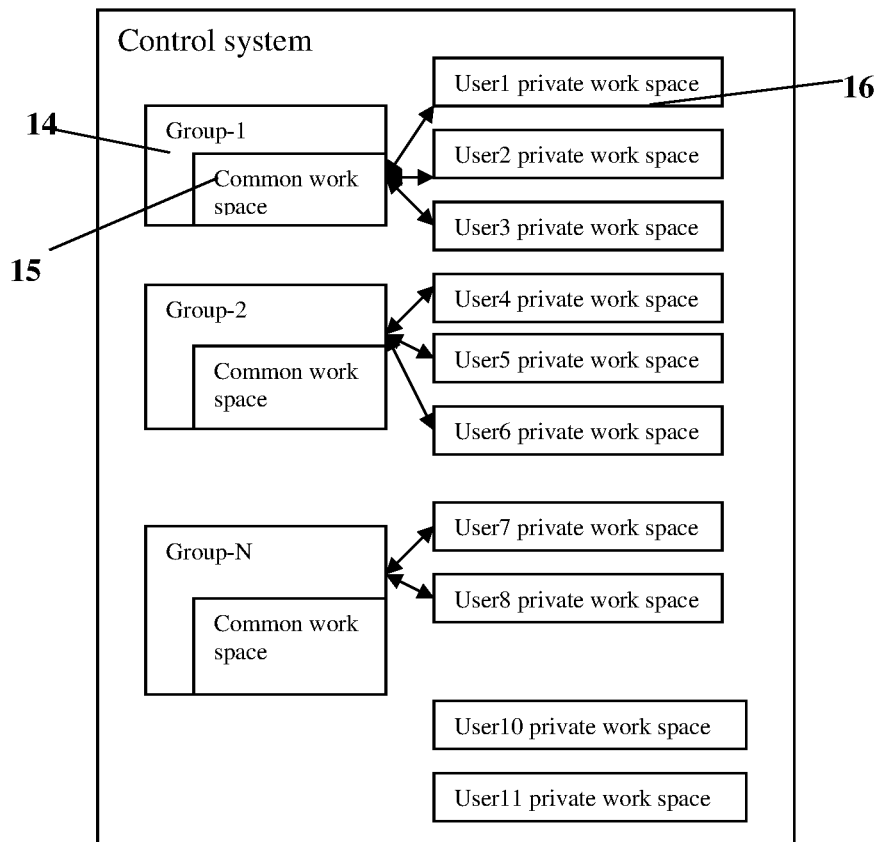 Control system
User1 private work space
16
14
Group-1
User2 private work space
Common work
space
User3 private work space
15
Group-2
User4 private work space
Common work
space
User5 private work space
User6 private work space
Group-N
User7 private work space
User8 private work space
Common work
space
User10 private work space
User11 private work space